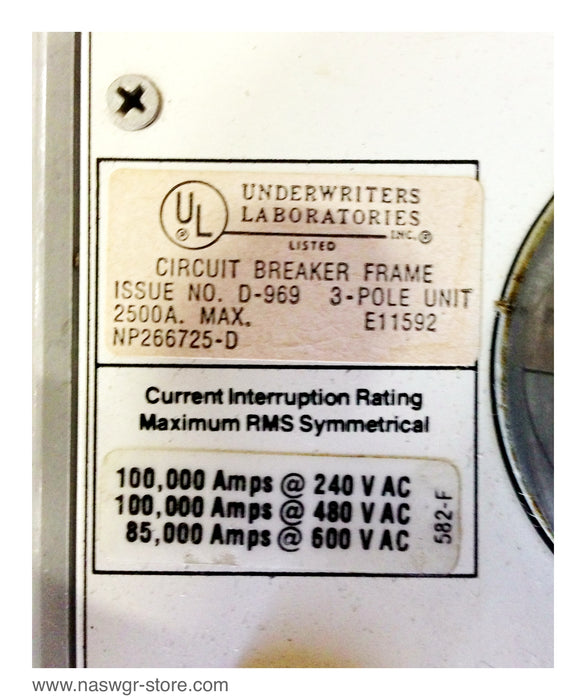 UL
®
UNDERWRITERS
LABORATORIES
INC.®
LISTED
CIRCUIT BREAKER FRAME
ISSUE NO. D-969 3-POLE UNIT
2500A. MAX. E11592
NP266725-D
Current Interruption Rating
Maximum RMS Symmetrical
100,000 Amps @ 240 V AC
100,000 Amps @ 480 V AC
85,000 Amps @ 600 V AC
582-F
www.naswgr-store.com